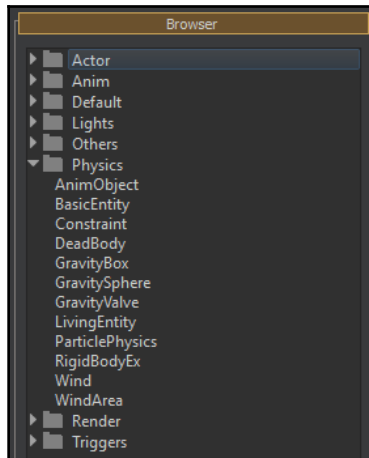 Browser
Actor
Anim
Default
Lights
Others
Physics
AnimObject
BasicEntity
Constraint
DeadBody
GravityBox
GravitySphere
GravityValve
LivingEntity
ParticlePhysics
RigidBodyEx
Wind
WindArea
Render
Triggers